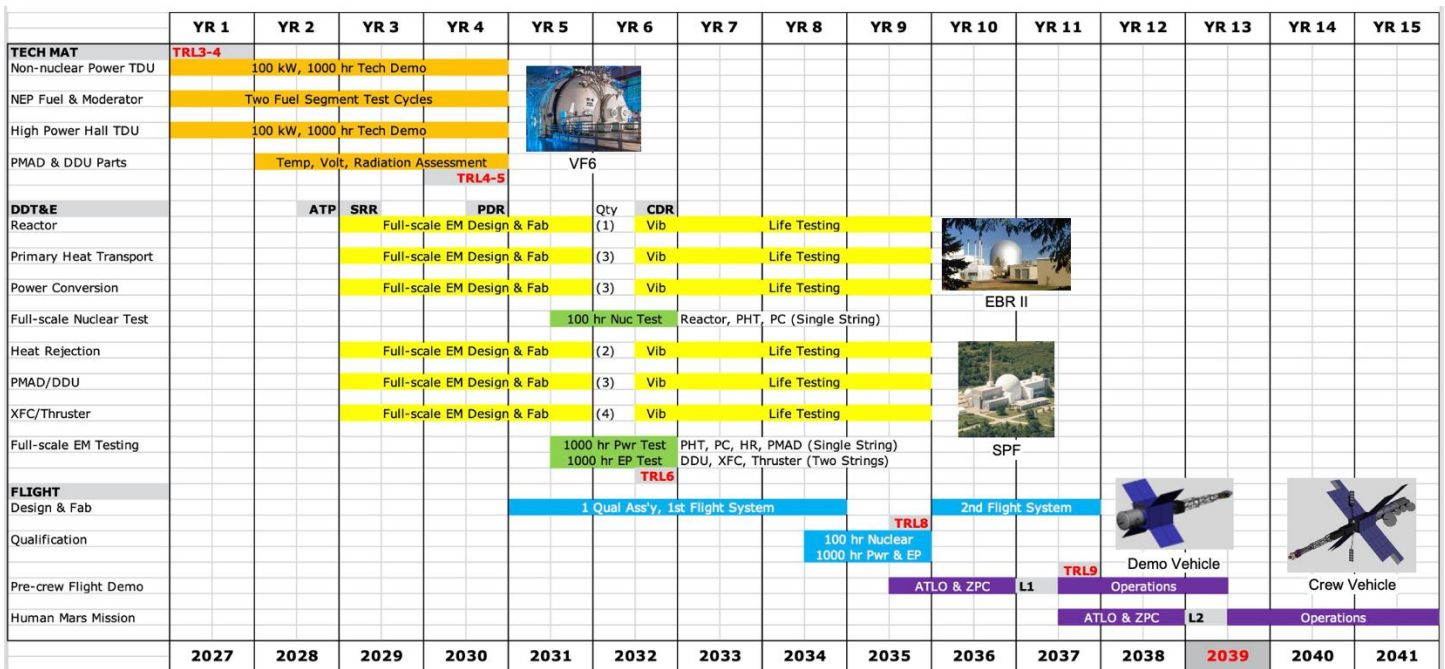 YR 1 YR 2 YR 3 YR 4 YR 5 YR 6 YR 7 YR 8 YR 9 YR 10 YR 11 YR 12 YR 13 YR 14 YR 15
TECH MAT TRL3-4
Non-nuclear Power TDU 100 kW, 1000 hr Tech Demo
NEP Fuel & Moderator Two Fuel Segment Test Cycles
High Power Hall TDU 100 kW, 1000 hr Tech Demo
PMAD & DDU Parts Temp, Volt, Radiation Assessment VF6
TRL4-5
DDT&E ATP SRR PDR Qty CDR
Reactor Full-scale EM Design & Fab (1) Vib Life Testing
Primary Heat Transport Full-scale EM Design & Fab (3) Vib Life Testing
Power Conversion Full-scale EM Design & Fab (3) Vib Life Testing
EBR II
Full-scale Nuclear Test 100 hr Nuc Test Reactor, PHT, PC (Single String)
Heat Rejection Full-scale EM Design & Fab (2) Vib Life Testing
PMAD/DDU Full-scale EM Design & Fab (3) Vib Life Testing
XFC/Thruster Full-scale EM Design & Fab (4) Vib Life Testing
Full-scale EM Testing 1000 hr Pwr Test PHT, PC, HR, PMAD (Single String) SPF
1000 hr EP Test DDU, XFC, Thruster (Two Strings)
TRL6
FLIGHT
Design & Fab 1 Qual Ass'y, 1st Flight System 2nd Flight System
TRL8
Qualification 100 hr Nuclear
1000 hr Pwr & EP
TRL9 Demo Vehicle
Pre-crew Flight Demo ATLO & ZPC L1 Operations Crew Vehicle
Human Mars Mission ATLO & ZPC L2 Operations
2027 2028 2029 2030 2031 2032 2033 2034 2035 2036 2037 2038 2039 2040 2041